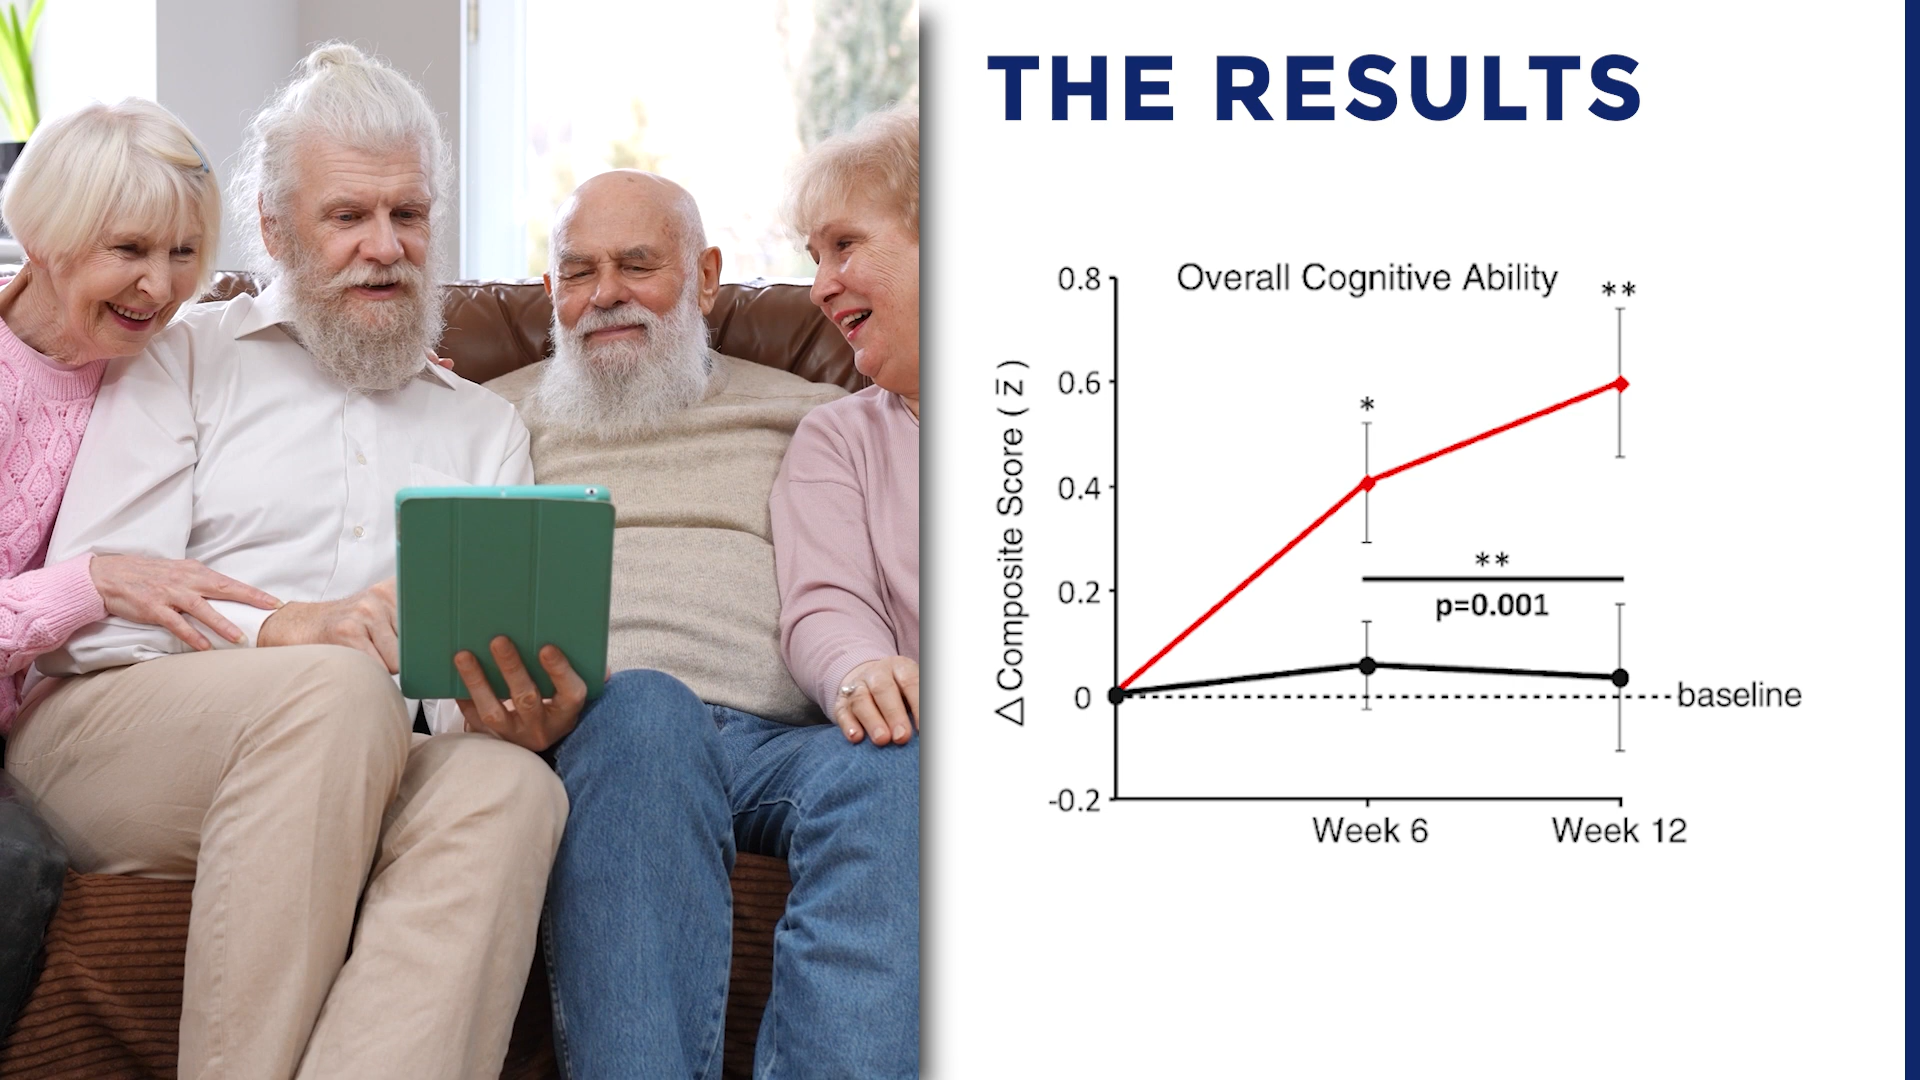 THE RESULTS
Overall Cognitive Ability
**
*
**
p=0.001
△ Composite Score ( z̄ )
0.8
0.6
0.4
0.2
0
-0.2
baseline
Week 6 Week 12